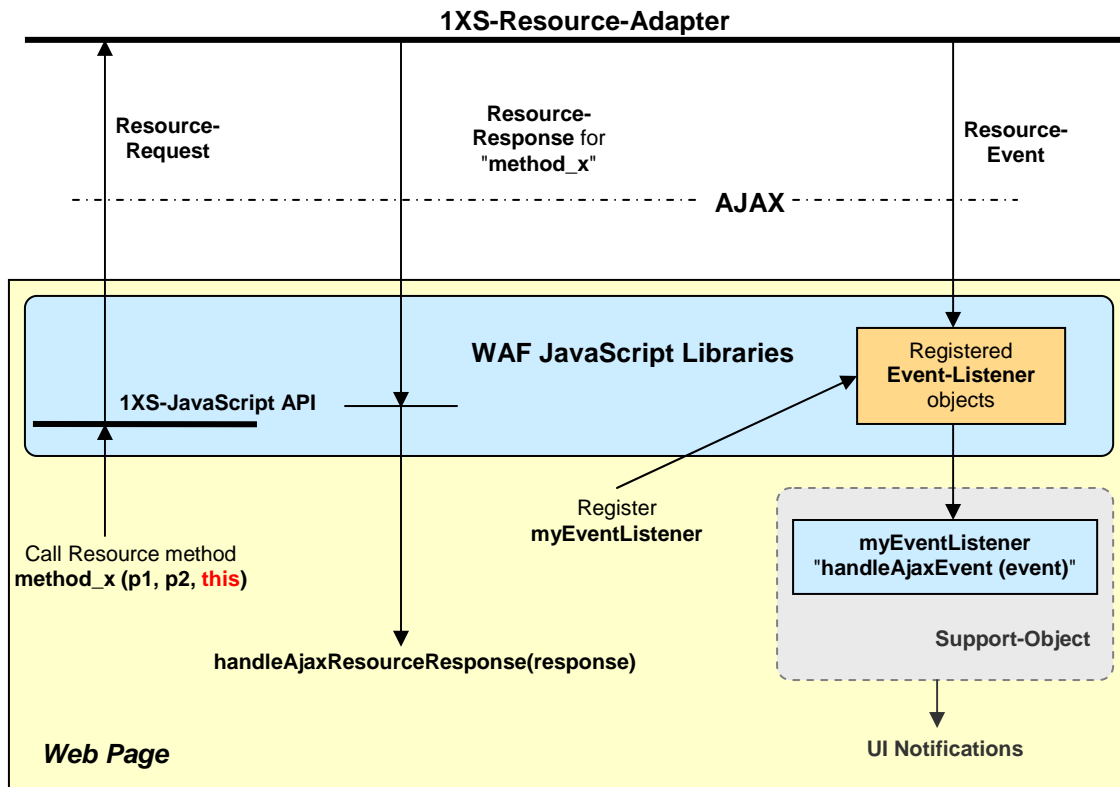 1XS-Resource-Adapter
Resource-
Request
Resource-
Response for
"method_x"
Resource-
Event
AJAX
WAF JavaScript Libraries
Registered
Event-Listener
objects
1XS-JavaScript API
Register
myEventListener
Call Resource method
method_x (p1, p2, this)
myEventListener
"handleAjaxEvent (event)"
Support-Object
handleAjaxResourceResponse(response)
UI Notifications
Web Page